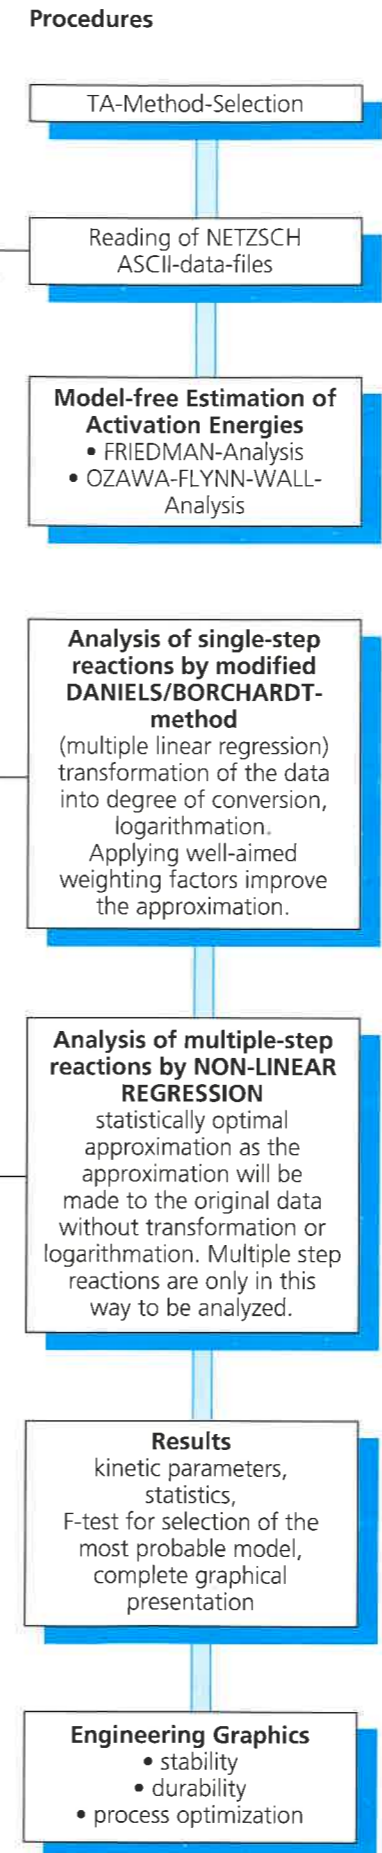 Procedures
TA-Method-Selection
Reading of NETZSCH
ASCII-data-files
Model-free Estimation of
Activation Energies
• FRIEDMAN-Analysis
• OZAWA-FLYNN-WALL-
Analysis
Analysis of single-step
reactions by modified
DANIELS/BORCHARDT-
method
(multiple linear regression)
transformation of the data
into degree of conversion,
logarithmation.
Applying well-aimed
weighting factors improve
the approximation.
Analysis of multiple-step
reactions by NON-LINEAR
REGRESSION
statistically optimal
approximation as the
approximation will be
made to the original data
without transformation or
logarithmation. Multiple step
reactions are only in this
way to be analyzed.
Results
kinetic parameters,
statistics,
F-test for selection of the
most probable model,
complete graphical
presentation
Engineering Graphics
• stability
• durability
• process optimization